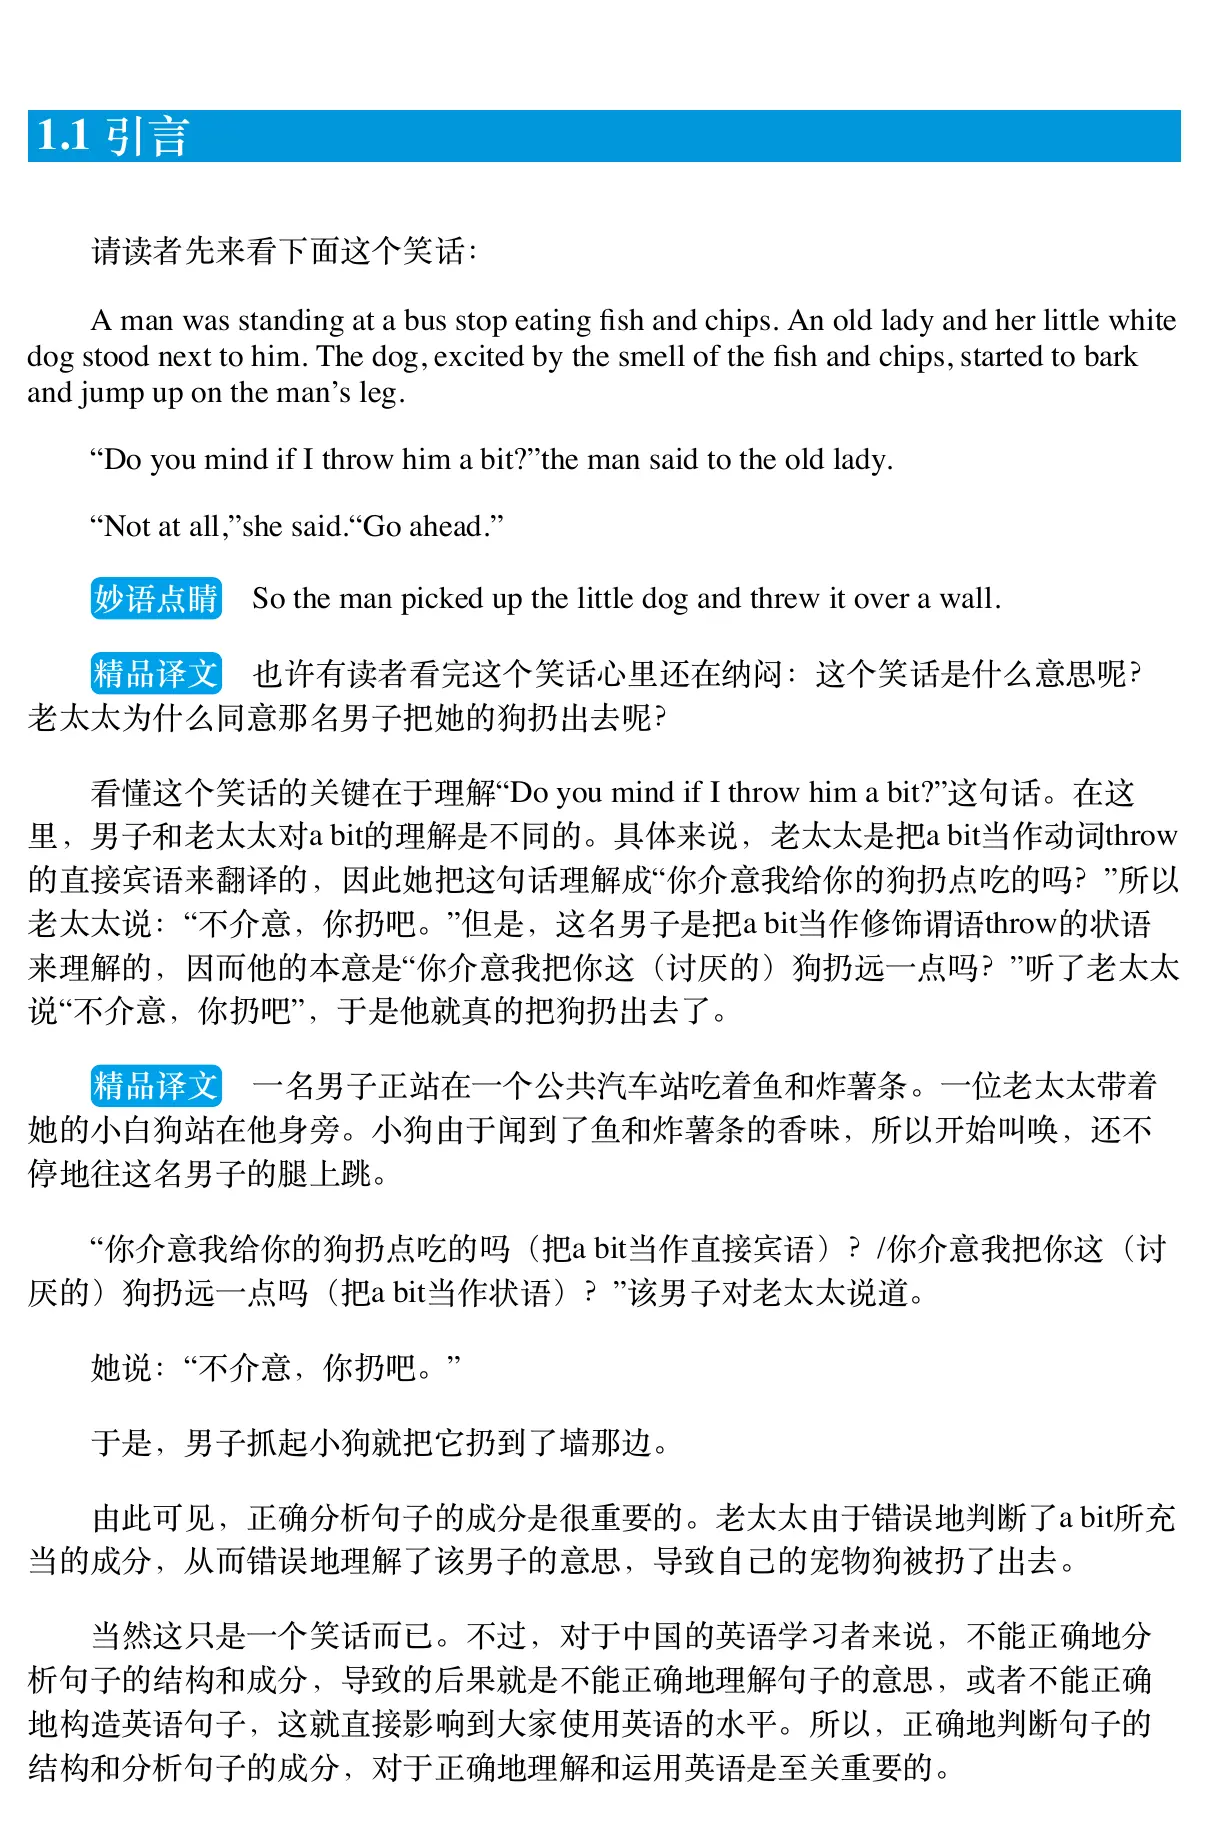 1.1 引言
请读者先来看下面这个笑话：
A man was standing at a bus stop eating fish and chips. An old lady and her little white
dog stood next to him. The dog, excited by the smell of the fish and chips, started to bark
and jump up on the man’s leg.
“Do you mind if I throw him a bit?”the man said to the old lady.
“Not at all,”she said.“Go ahead.”
妙语点睛 So the man picked up the little dog and threw it over a wall.
精品译文 也许有读者看完这个笑话心里还在纳闷：这个笑话是什么意思呢？
老太太为什么同意那名男子把她的狗扔出去呢？
看懂这个笑话的关键在于理解“Do you mind if I throw him a bit?”这句话。在这
里，男子和老太太对a bit的理解是不同的。具体来说，老太太是把a bit当作动词throw
的直接宾语来翻译的，因此她把这句话理解成“你介意我给你的狗扔点吃的吗？”所以
老太太说：“不介意，你扔吧。”但是，这名男子是把a bit当作修饰谓语throw的状语
来理解的，因而他的本意是“你介意我把你这（讨厌的）狗扔远一点吗？”听了老太太
说“不介意，你扔吧”，于是他就真的把狗扔出去了。
精品译文 一名男子正站在一个公共汽车站吃着鱼和炸薯条。一位老太太带着
她的小白狗站在他身旁。小狗由于闻到了鱼和炸薯条的香味，所以开始叫唤，还不
停地往这名男子的腿上跳。
“你介意我给你的狗扔点吃的吗（把a bit当作直接宾语）？/你介意我把你这（讨
厌的）狗扔远一点吗（把a bit当作状语）？”该男子对老太太说道。
她说：“不介意，你扔吧。”
于是，男子抓起小狗就把它扔到了墙那边。
由此可见，正确分析句子的成分是很重要的。老太太由于错误地判断了a bit所充
当的成分，从而错误地理解了该男子的意思，导致自己的宠物狗被扔了出去。
当然这只是一个笑话而已。不过，对于中国的英语学习者来说，不能正确地分
析句子的结构和成分，导致的后果就是不能正确地理解句子的意思，或者不能正确
地构造英语句子，这就直接影响到大家使用英语的水平。所以，正确地判断句子的
结构和分析句子的成分，对于正确地理解和运用英语是至关重要的。